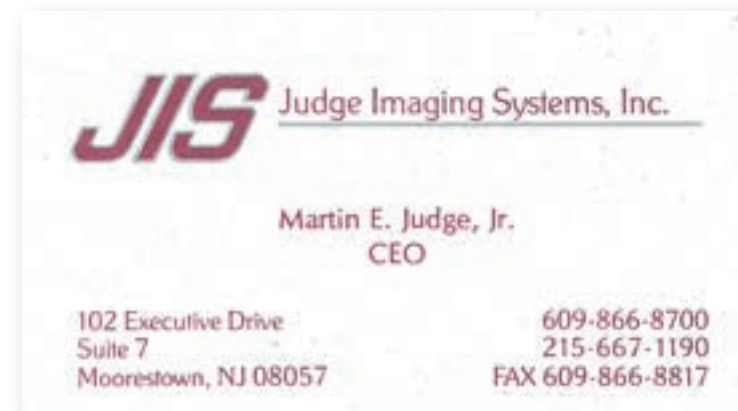 JIS Judge Imaging Systems, Inc.
Martin E. Judge, Jr.
CEO
102 Executive Drive
Suite 7
Moorestown, NJ 08057
609-866-8700
215-667-1190
FAX 609-866-8817